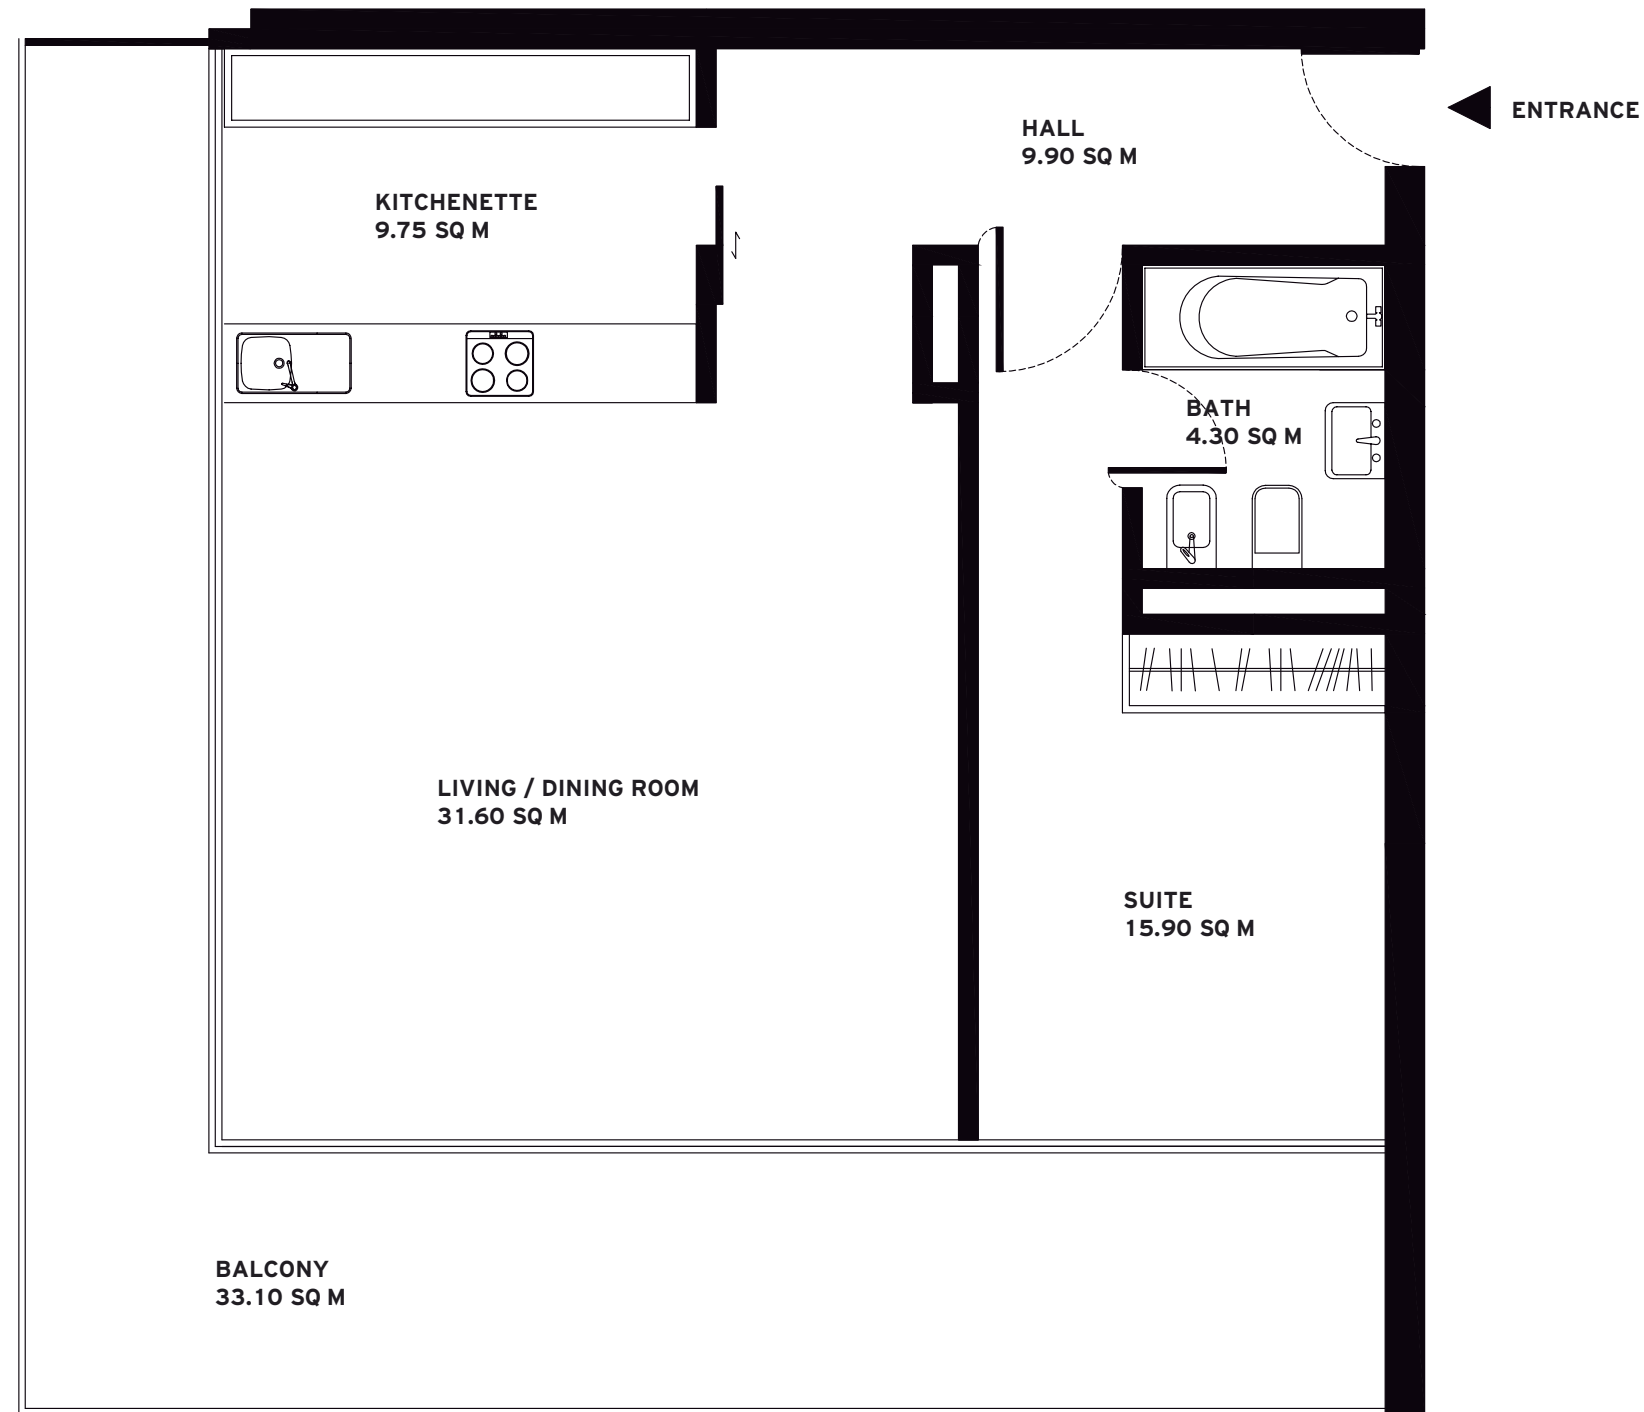 ENTRANCE
HALL
9.90 SQ M
KITCHENETTE
9.75 SQ M
BATH
4.30 SQ M
LIVING / DINING ROOM
31.60 SQ M
SUITE
15.90 SQ M
BALCONY
33.10 SQ M